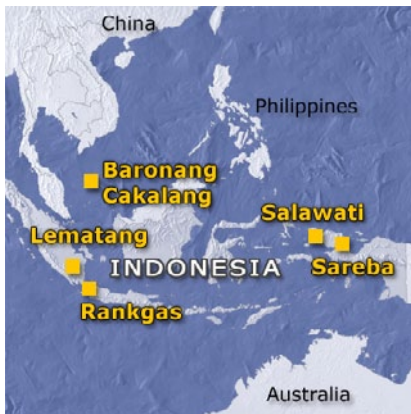 China
Philippines
Baronang
Cakalang
Salawati
Lematang
INDONESIA
Sareba
Rankgas
Australia